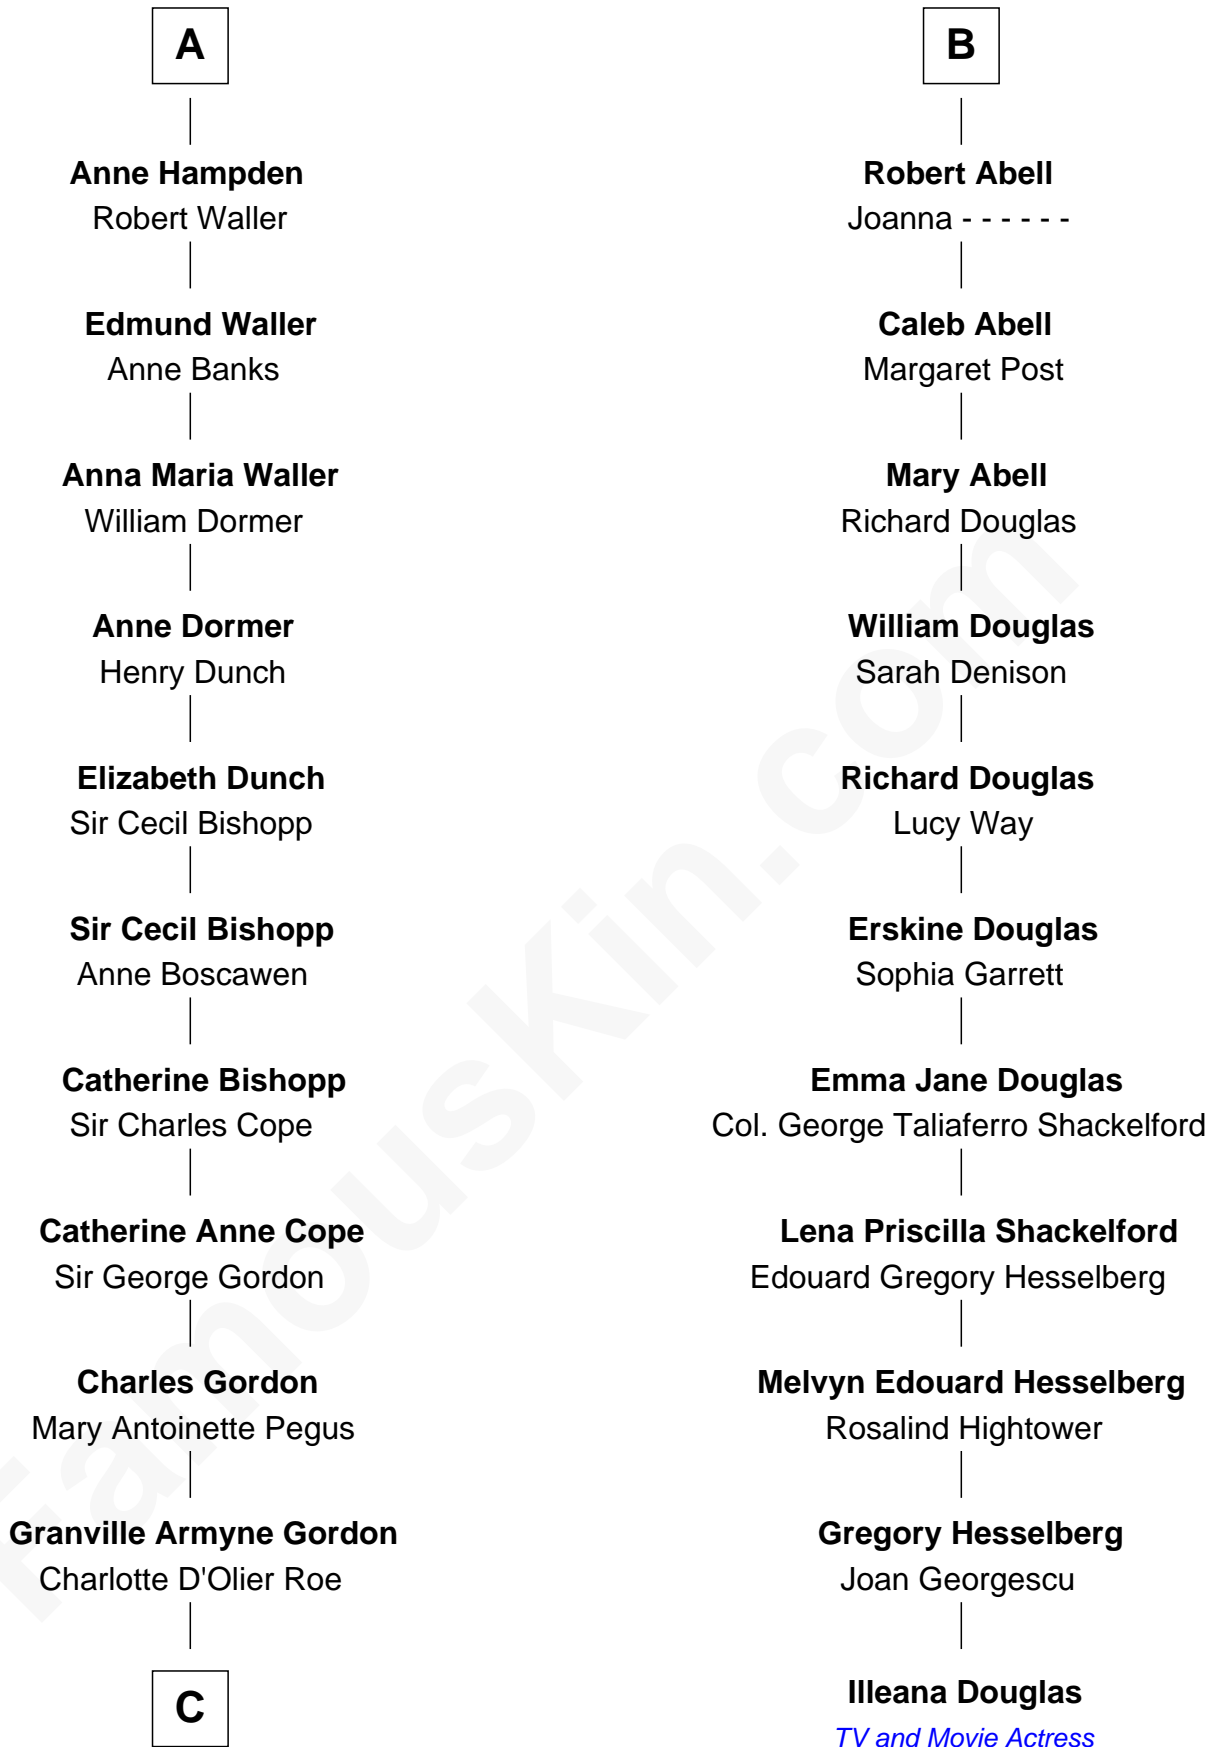 A
Anne Hampden
Robert Waller
Edmund Waller
Anne Banks
Anna Maria Waller
William Dormer
Anne Dormer
Henry Dunch
Elizabeth Dunch
Sir Cecil Bishopp
Sir Cecil Bishopp
Anne Boscawen
Catherine Bishopp
Sir Charles Cope
Catherine Anne Cope
Sir George Gordon
Charles Gordon
Mary Antoinette Pegus
Granville Armyne Gordon
Charlotte D'Olier Roe
C
B
Robert Abell
Joanna - - - - - -
Caleb Abell
Margaret Post
Mary Abell
Richard Douglas
William Douglas
Sarah Denison
Richard Douglas
Lucy Way
Erskine Douglas
Sophia Garrett
Emma Jane Douglas
Col. George Taliaferro Shackelford
Lena Priscilla Shackelford
Edouard Gregory Hesselberg
Melvyn Edouard Hesselberg
Rosalind Hightower
Gregory Hesselberg
Joan Georgescu
Illeana Douglas
TV and Movie Actress
FamousKin.com